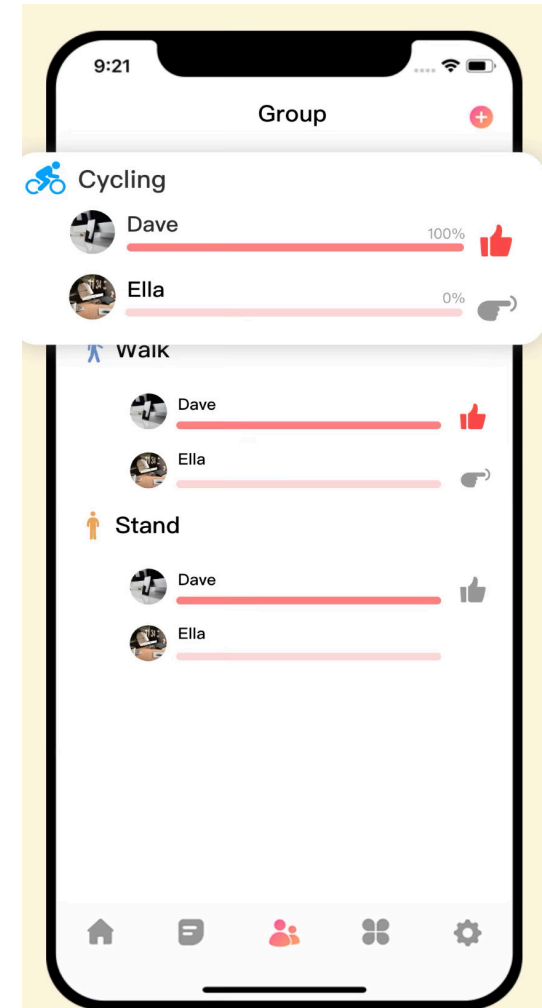 9:21
Group
Cycling
Dave
100%
Ella
0%
Walk
Dave
Ella
Stand
Dave
Ella